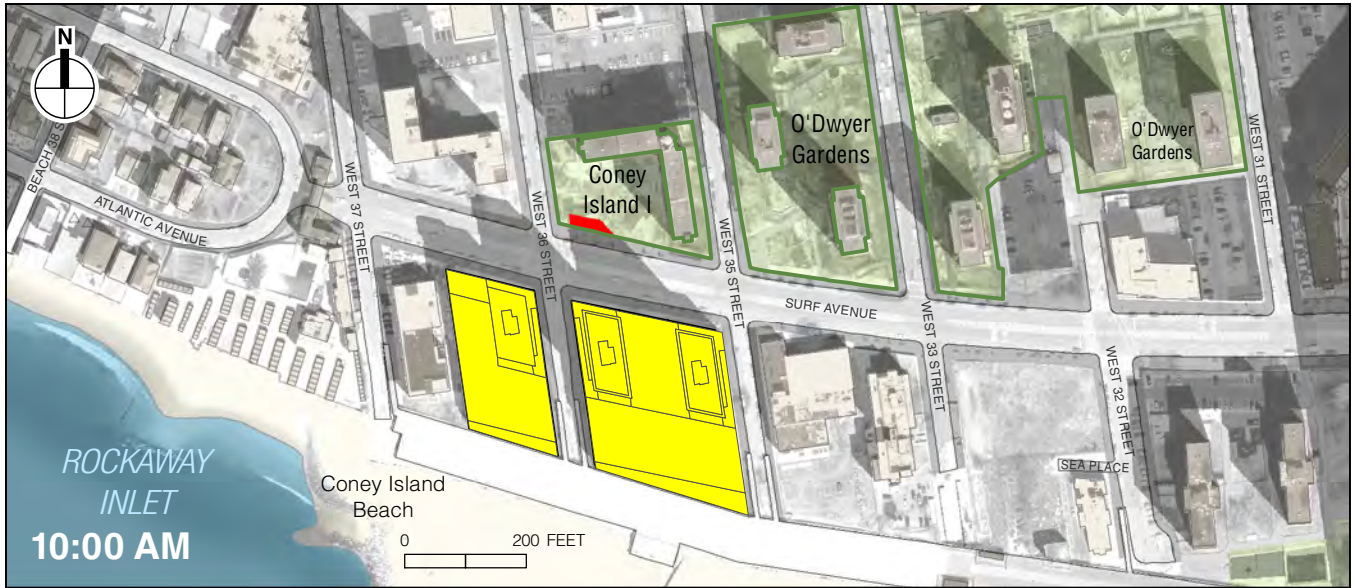 N
BEACH 38 S
ATLANTIC AVENUE
WEST 37 STREET
WEST 36 STREET
Coney
Island I
WEST 35 STREET
O'Dwyer
Gardens
SURF AVENUE
WEST 33 STREET
O'Dwyer
Gardens
WEST 31 STREET
WEST 32 STREET
SEA PLACE
ROCKAWAY
INLET
Coney Island
Beach
10:00 AM
0 200 FEET